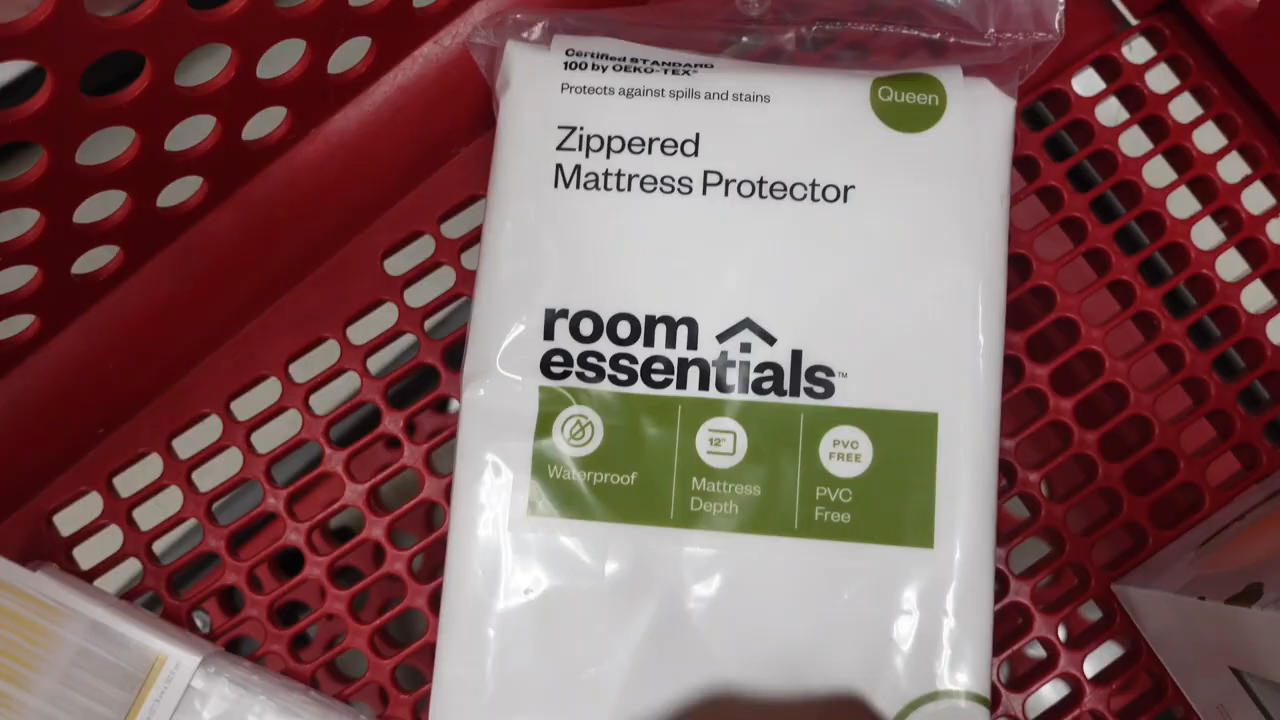 Certified STANDARD
100 by OEKO-TEX®
Protects against spills and stains
Queen
Zippered
Mattress Protector
room
essentials™
Waterproof
12"
Mattress
Depth
PVC
FREE
PVC
Free